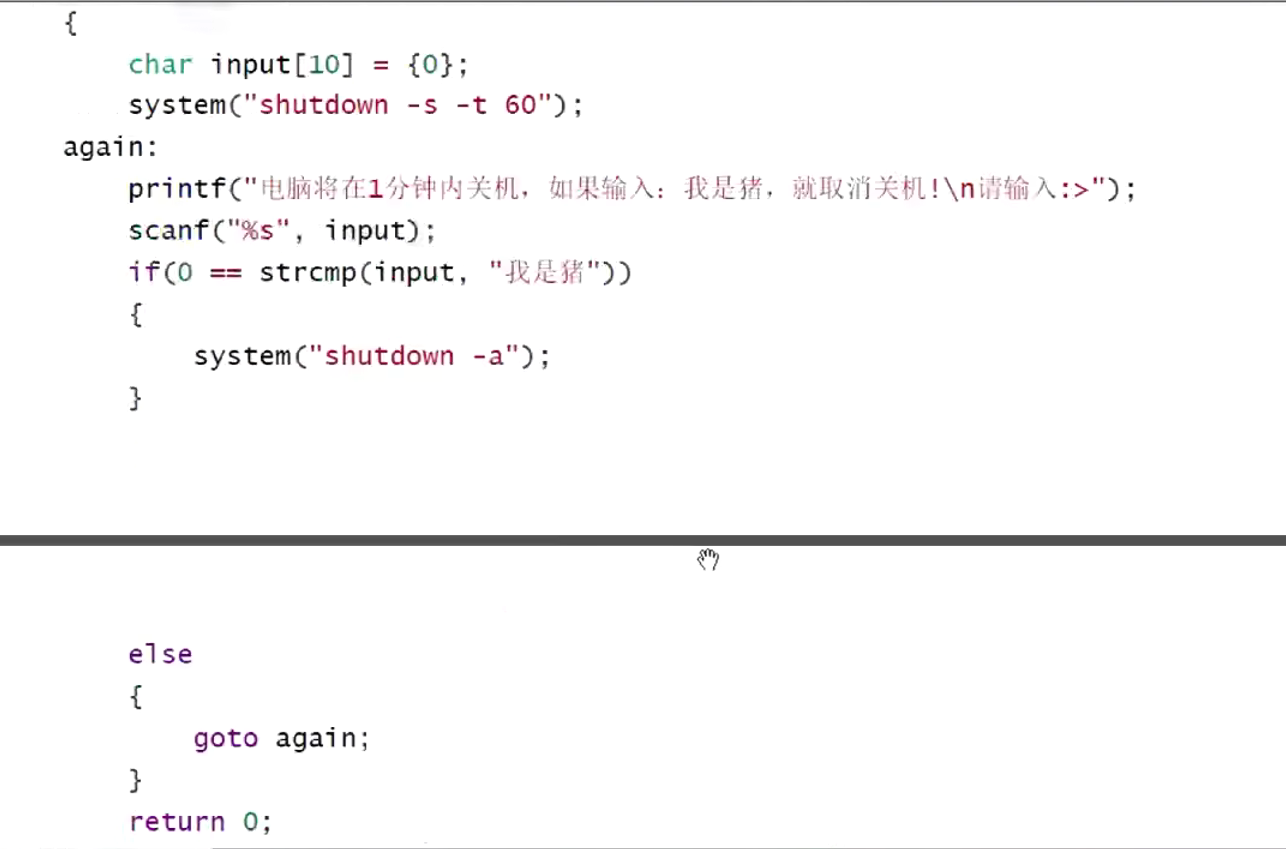 {
char input[10] = {0};
system("shutdown -s -t 60");
again:
printf("电脑将在1分钟内关机，如果输入：我是猪，就取消关机!\n请输入:>");
scanf("%s", input);
if(0 == strcmp(input, "我是猪"))
{
system("shutdown -a");
}
else
{
goto again;
}
return 0;